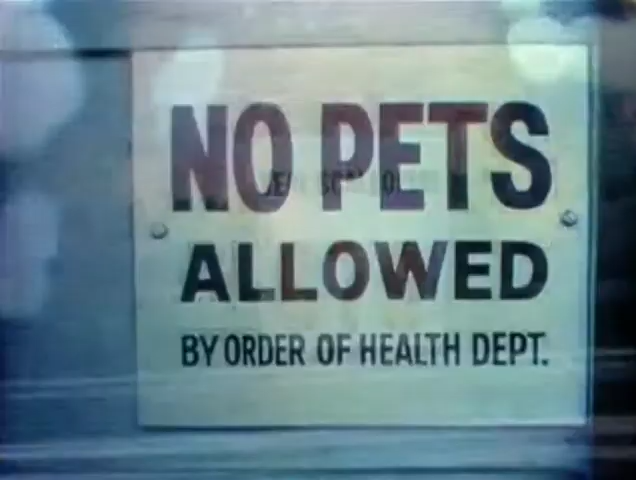 NO PETS
ALLOWED
BY ORDER OF HEALTH DEPT.